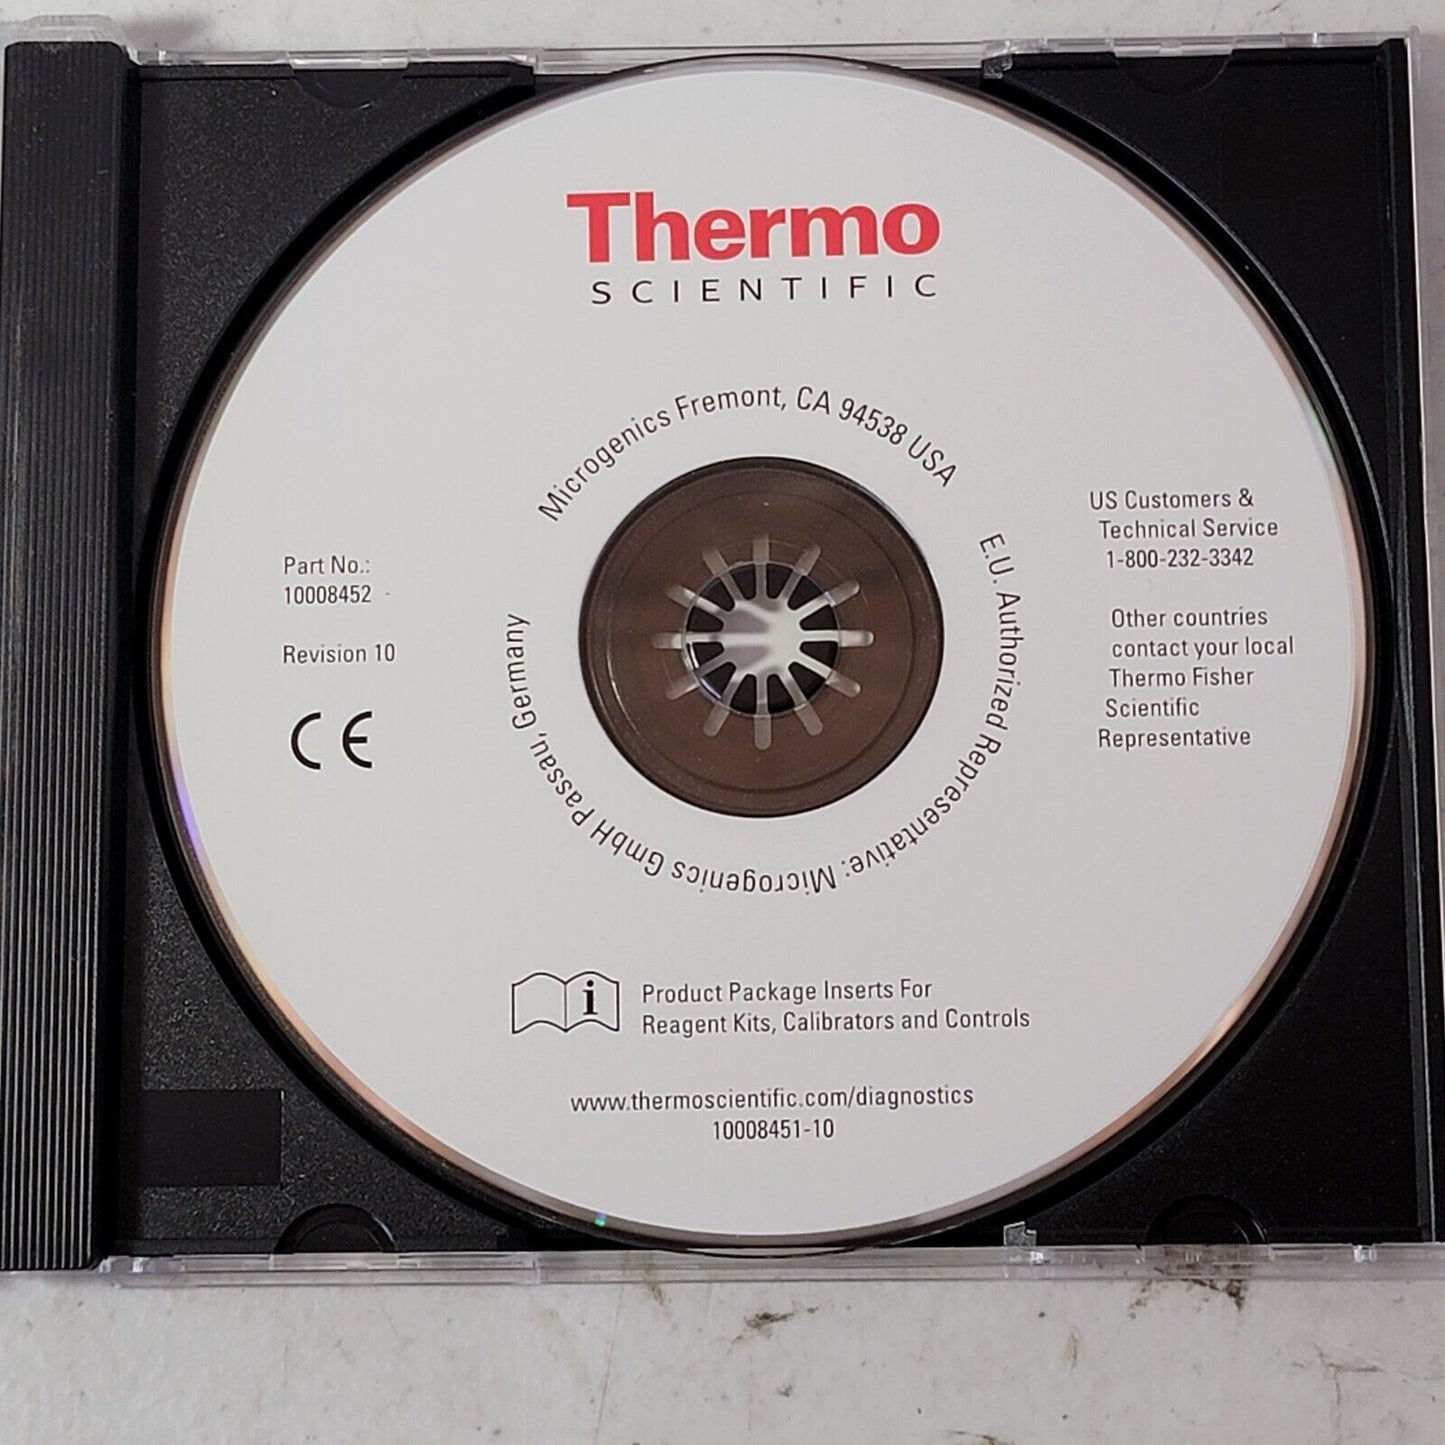 Thermo
SCIENTIFIC
Microgenics Fremont, CA 94538 USA
E.U. Authorized Representative: Microgenics GmbH Passau, Germany
Part No.:
10008452
Revision 10
CE
US Customers &
Technical Service
1-800-232-3342
Other countries
contact your local
Thermo Fisher
Scientific
Representative
i
Product Package Inserts For
Reagent Kits, Calibrators and Controls
www.thermoscientific.com/diagnostics
10008451-10